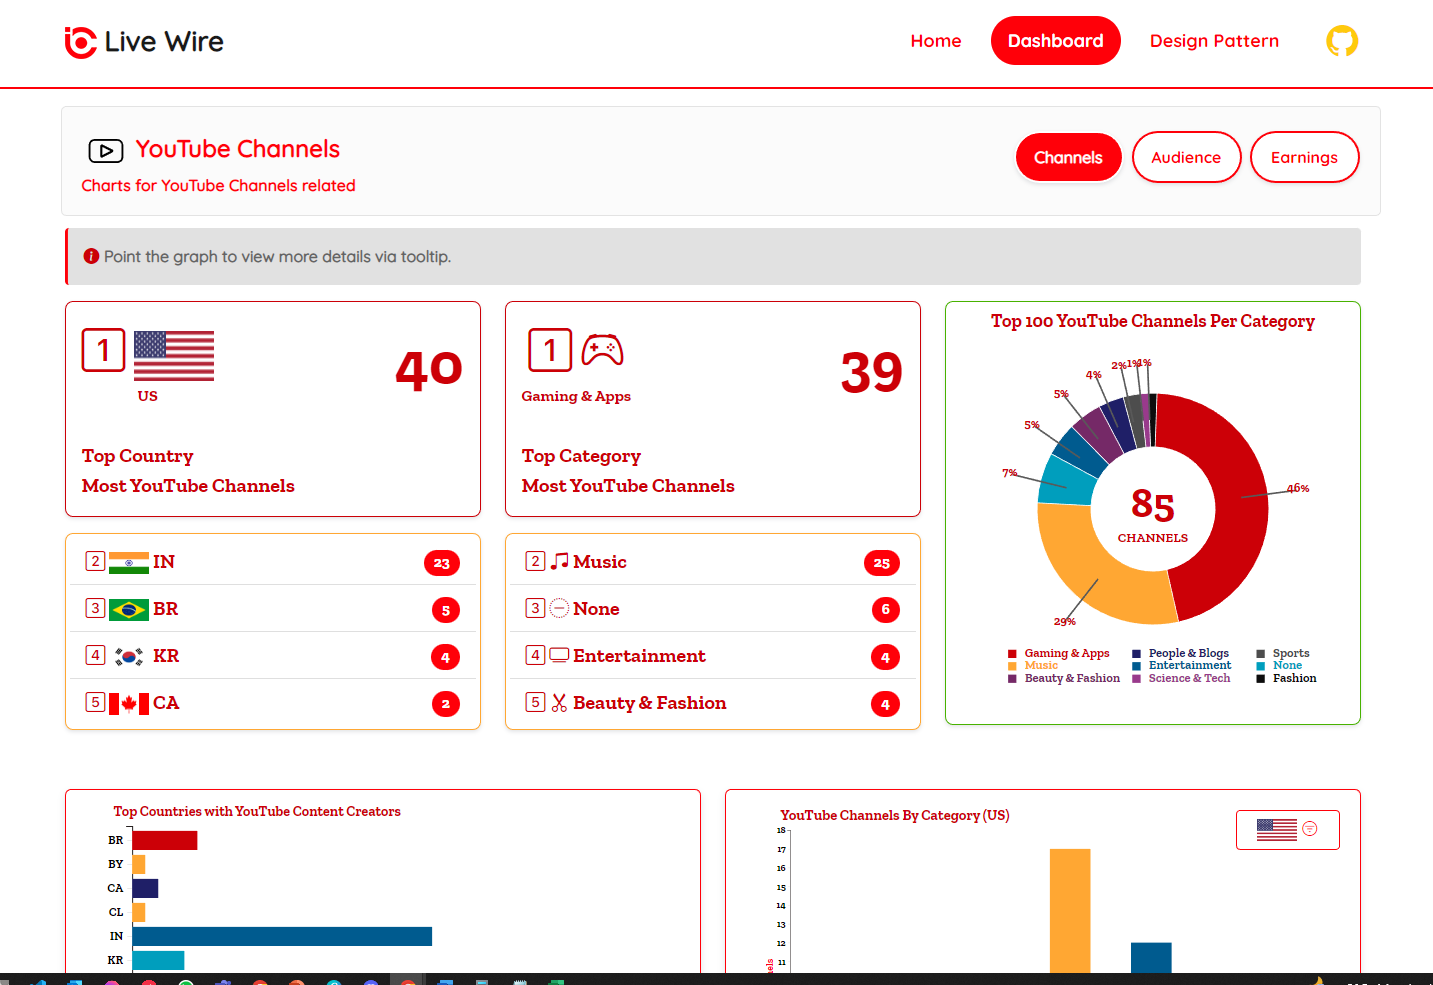 Live Wire
Home
Dashboard
Design Pattern
YouTube Channels
Charts for YouTube Channels related
Channels
Audience
Earnings
Point the graph to view more details via tooltip.
1
US
40
Top Country
Most YouTube Channels
1
Gaming & Apps
39
Top Category
Most YouTube Channels
2 IN 23
3 BR 5
4 KR 4
5 CA 2
2 Music 25
3 None 6
4 Entertainment 4
5 Beauty & Fashion 4
Top 100 YouTube Channels Per Category
46%
29%
7%
5%
5%
4%
2%
1%
1%
85
CHANNELS
Gaming & Apps
People & Blogs
Sports
Music
Entertainment
None
Beauty & Fashion
Science & Tech
Fashion
Top Countries with YouTube Content Creators
BR
BY
CA
CL
IN
KR
YouTube Channels By Category (US)
18
17
16
15
14
13
12
11